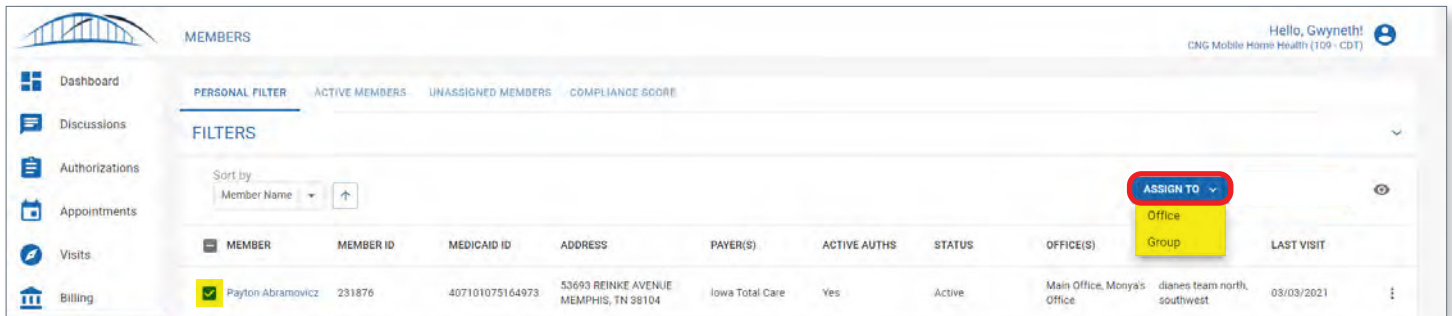 MEMBERS
Hello, Gwyneth!
CNG Mobile Home Health (109 - CDT)
Dashboard
Discussions
Authorizations
Appointments
Visits
Billing
PERSONAL FILTER ACTIVE MEMBERS UNASSIGNED MEMBERS COMPLIANCE SCORE
FILTERS
Sort by
Member Name
ASSIGN TO
Office
Group
MEMBER MEMBER ID MEDICAID ID ADDRESS PAYER(S) ACTIVE AUTHS STATUS OFFICE(S) LAST VISIT
Payton Abramovicz 231876 407101075164973 53693 REINKE AVENUE Iowa Total Care Yes Active Main Office, Monya's dianes team north, 03/03/2021
MEMPHIS, TN 38104 Office southwest